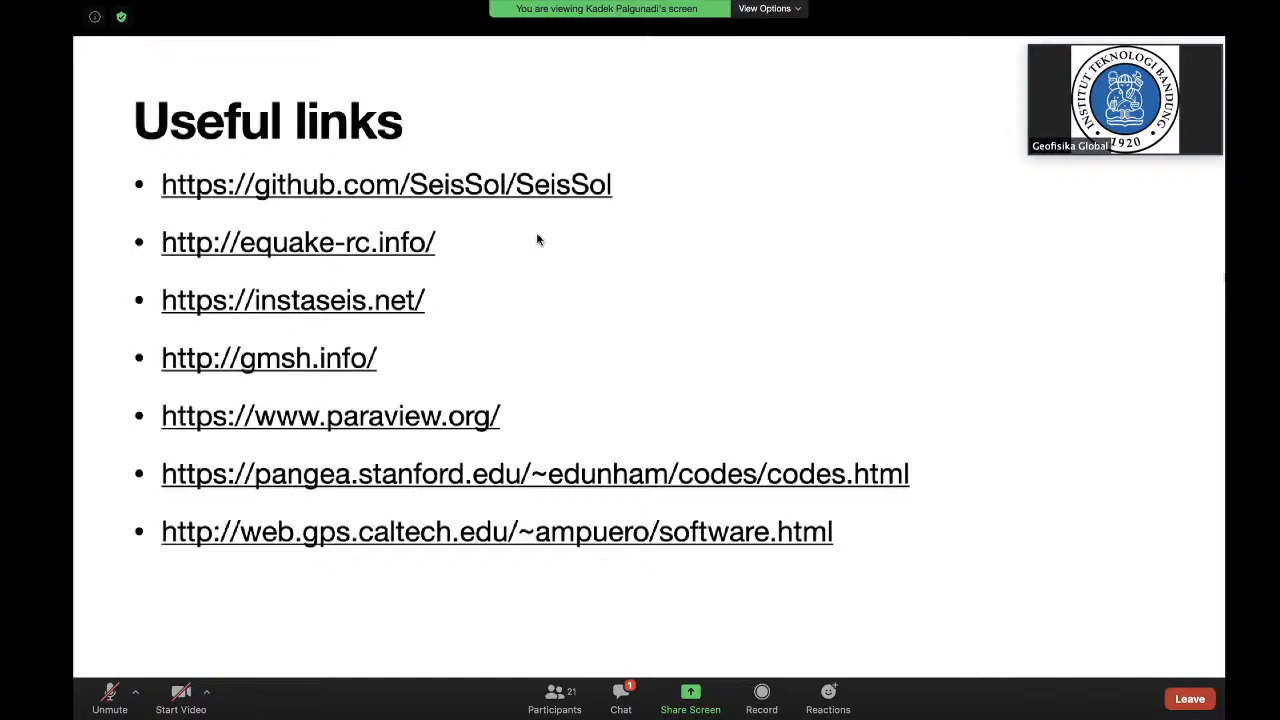 You are viewing Kadek Palgunadi's screen
View Options
Useful links
INSTITUT TEKNOLOGI BANDUNG
1920
Geofisika Global
• https://github.com/SeisSol/SeisSol
• http://equake-rc.info/
• https://instaseis.net/
• http://gmsh.info/
• https://www.paraview.org/
• https://pangea.stanford.edu/~edunham/codes/codes.html
• http://web.gps.caltech.edu/~ampuero/software.html
Unmute
Start Video
21
Participants
1
Chat
Share Screen
Record
Reactions
Leave